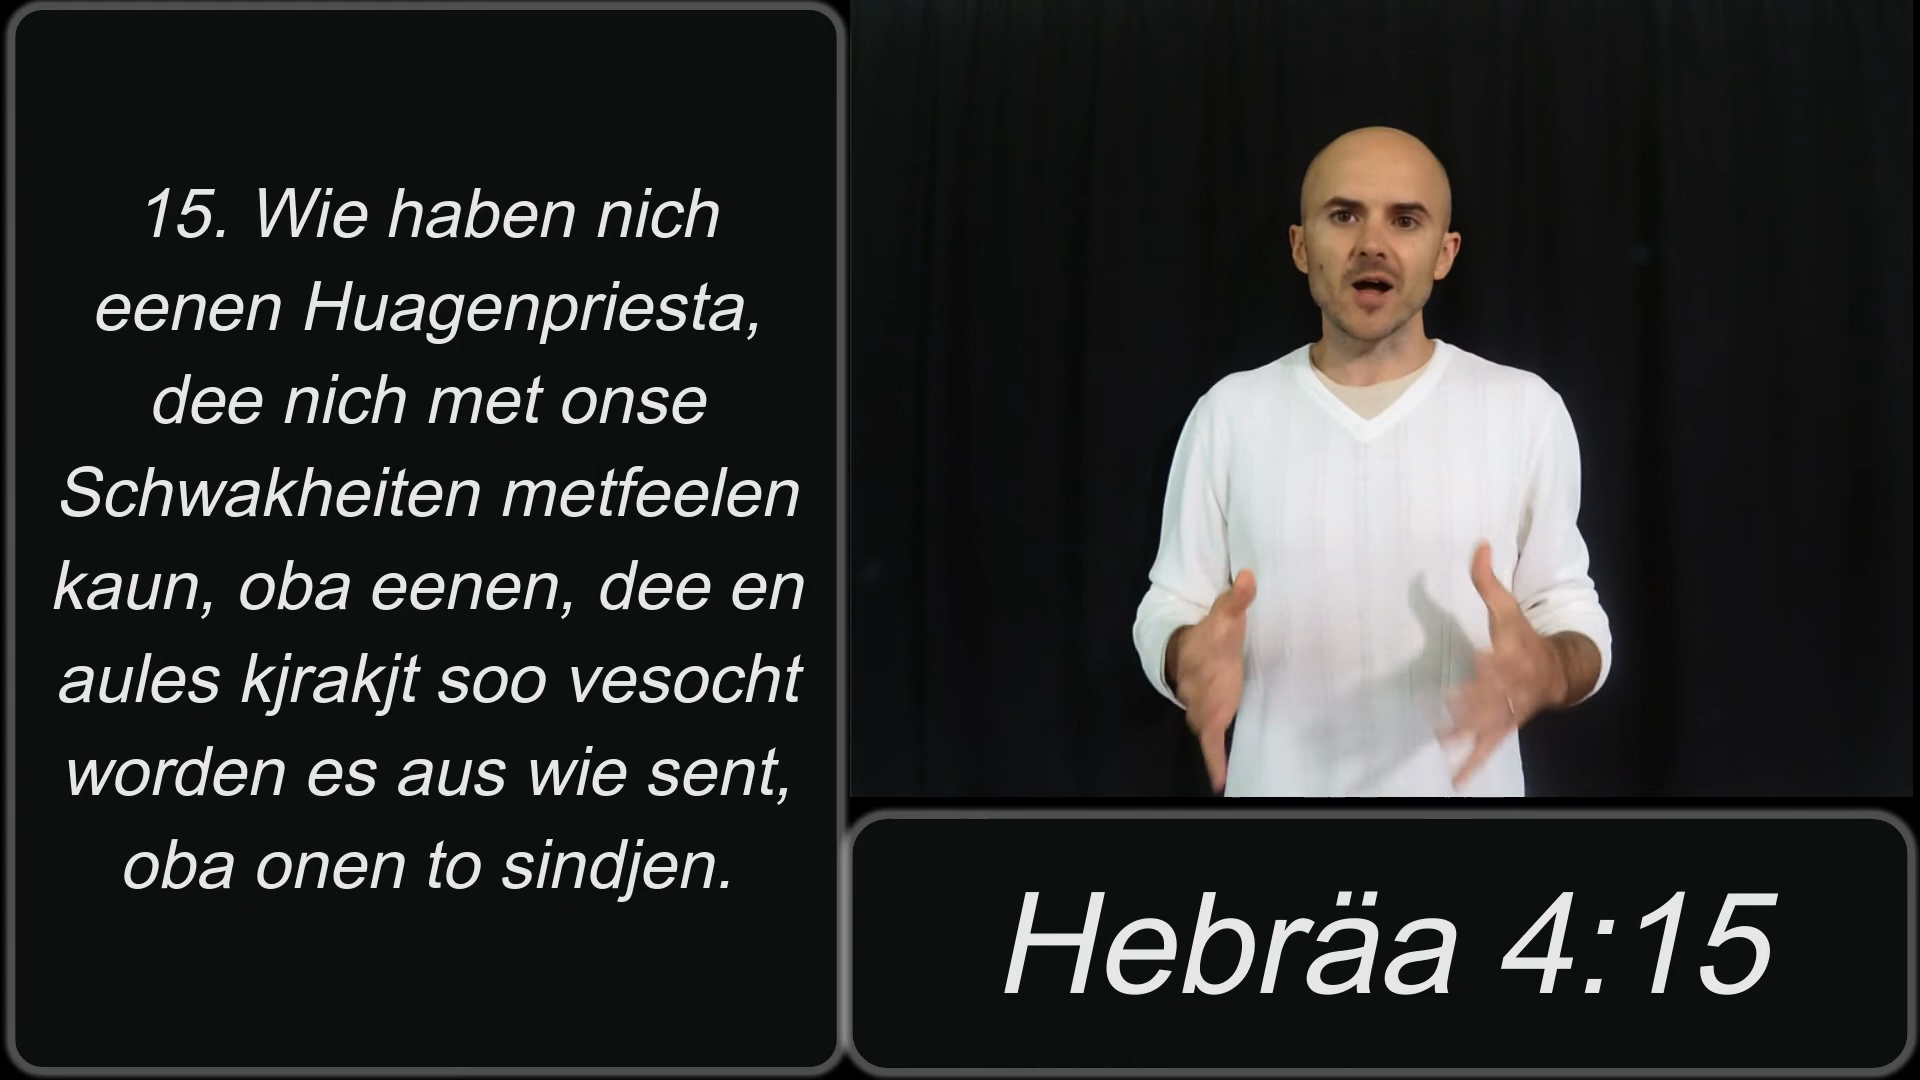 15. Wie haben nich
eenen Huagenpriesta,
dee nich met onse
Schwakheiten metfeelen
kaun, oba eenen, dee en
aules kjrakjt soo vesocht
worden es aus wie sent,
oba onen to sindjen.
Hebräa 4:15